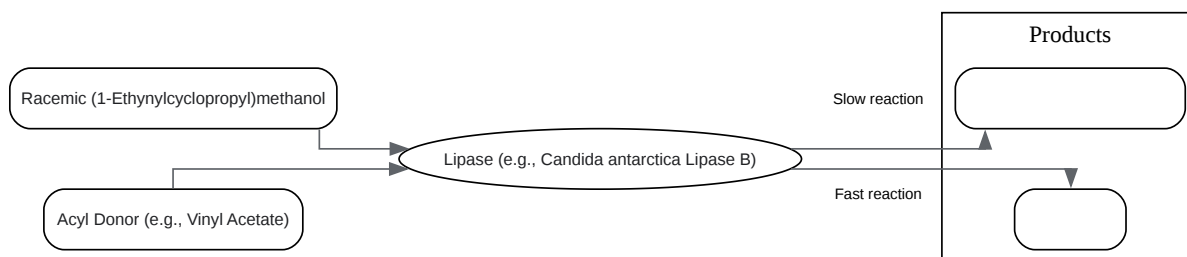 Products
Racemic (1-Ethynylcyclopropyl)methanol
Slow reaction
Lipase (e.g., Candida antarctica Lipase B)
Fast reaction
Acyl Donor (e.g., Vinyl Acetate)